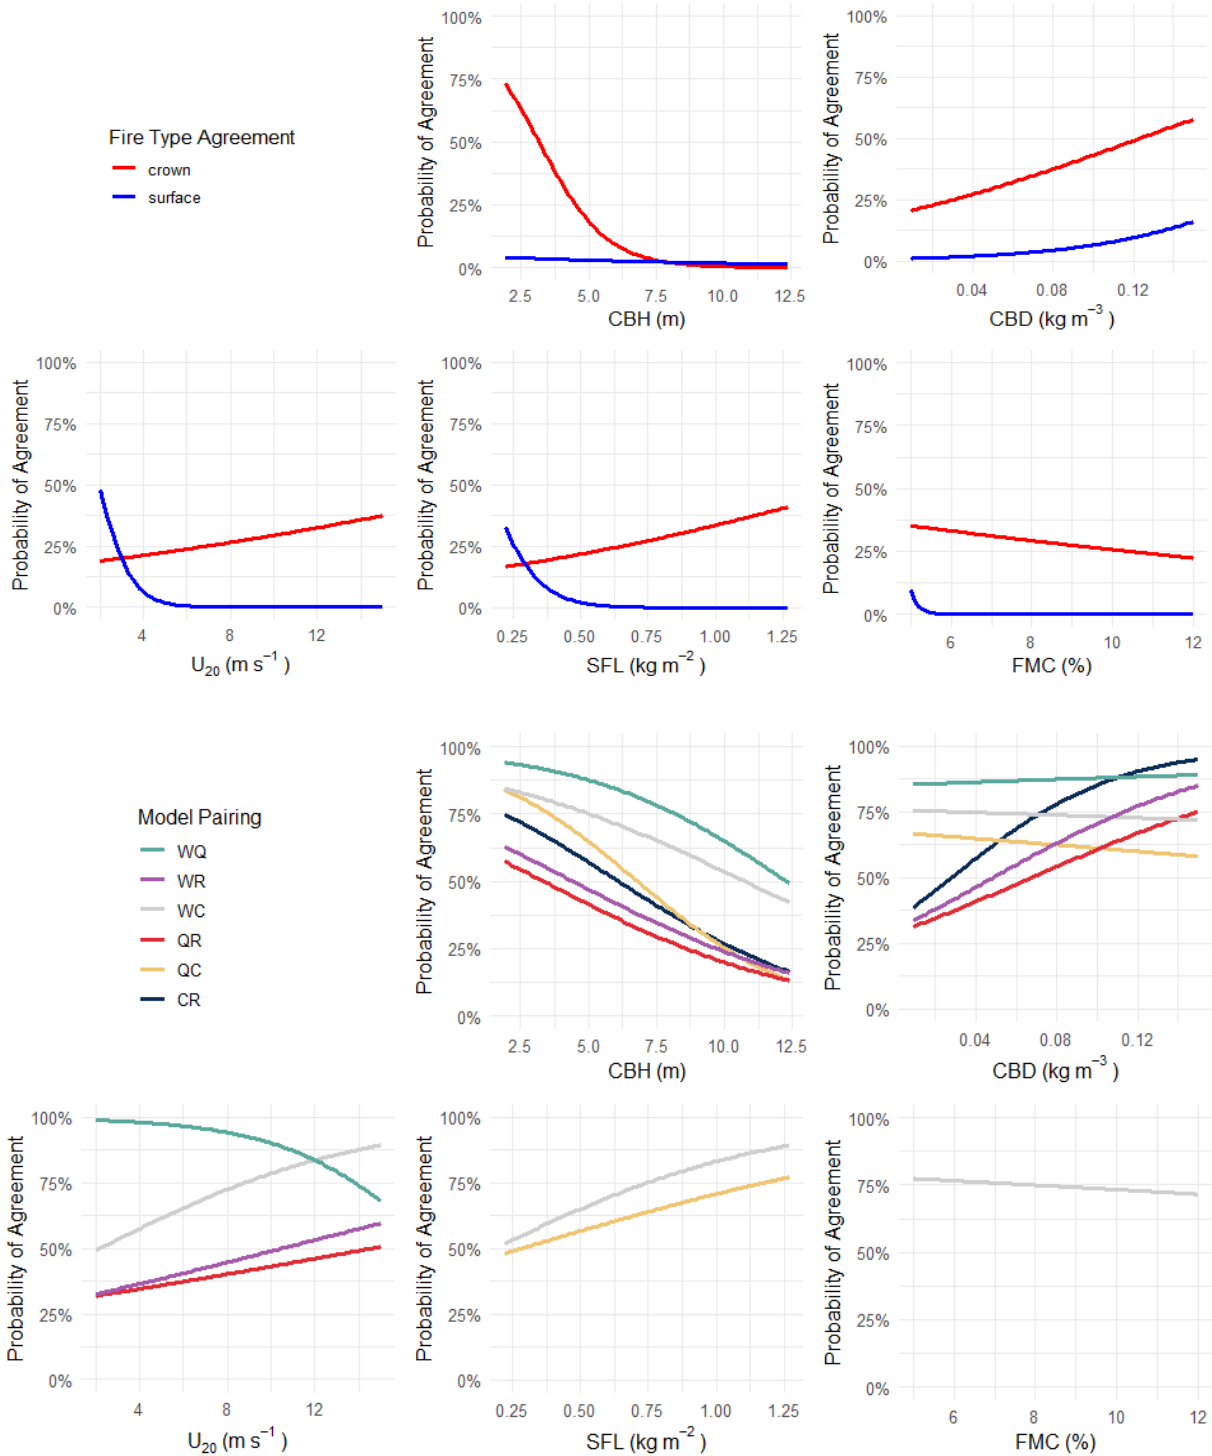 Fire Type Agreement
crown
surface
Probability of Agreement
100%
75%
50%
25%
0%
2.5 5.0 7.5 10.0 12.5
CBH (m)
Probability of Agreement
100%
75%
50%
25%
0%
0.04 0.08 0.12
CBD (kg m⁻³ )
Probability of Agreement
100%
75%
50%
25%
0%
4 8 12
U₂₀ (m s⁻¹ )
Probability of Agreement
100%
75%
50%
25%
0%
0.25 0.50 0.75 1.00 1.25
SFL (kg m⁻² )
Probability of Agreement
100%
75%
50%
25%
0%
6 8 10 12
FMC (%)
Model Pairing
WQ
WR
WC
QR
QC
CR
Probability of Agreement
100%
75%
50%
25%
0%
2.5 5.0 7.5 10.0 12.5
CBH (m)
Probability of Agreement
100%
75%
50%
25%
0%
0.04 0.08 0.12
CBD (kg m⁻³ )
Probability of Agreement
100%
75%
50%
25%
0%
4 8 12
U₂₀ (m s⁻¹ )
Probability of Agreement
100%
75%
50%
25%
0%
0.25 0.50 0.75 1.00 1.25
SFL (kg m⁻² )
Probability of Agreement
100%
75%
50%
25%
0%
6 8 10 12
FMC (%)